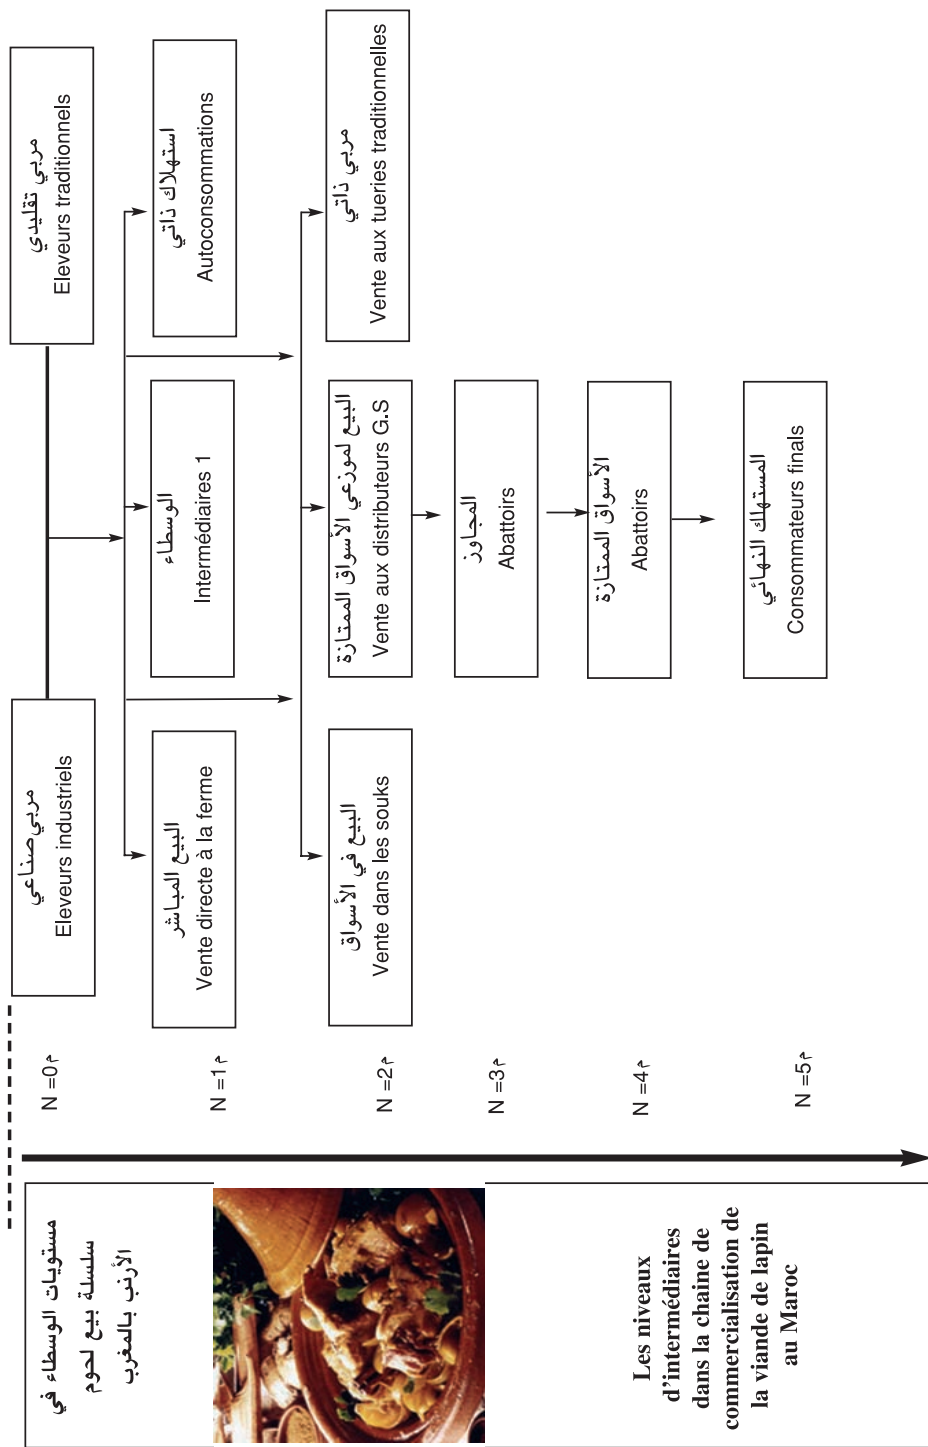 مستويات الوسطاء في
سلسلة بيع لحوم
الأرنب بالمغرب
Les niveaux
d'intermédiaires
dans la chaine de
commercialisation de
la viande de lapin
au Maroc
N =0م
مربي صناعي
Eleveurs industriels
مربي تقليدي
Eleveurs traditionnels
N =1م
البيع المباشر
Vente directe à la ferme
الوسطاء
Intermédiaires 1
استهلاك ذاتي
Autoconsommations
N =2م
البيع في الأسواق
Vente dans les souks
البيع لموزعي الأسواق الممتازة
Vente aux distributeurs G.S
مربي ذاتي
Vente aux tueries traditionnelles
N =3م
المجاوز
Abattoirs
N =4م
الأسواق الممتازة
Abattoirs
N =5م
المستهلك النهائي
Consommateurs finals